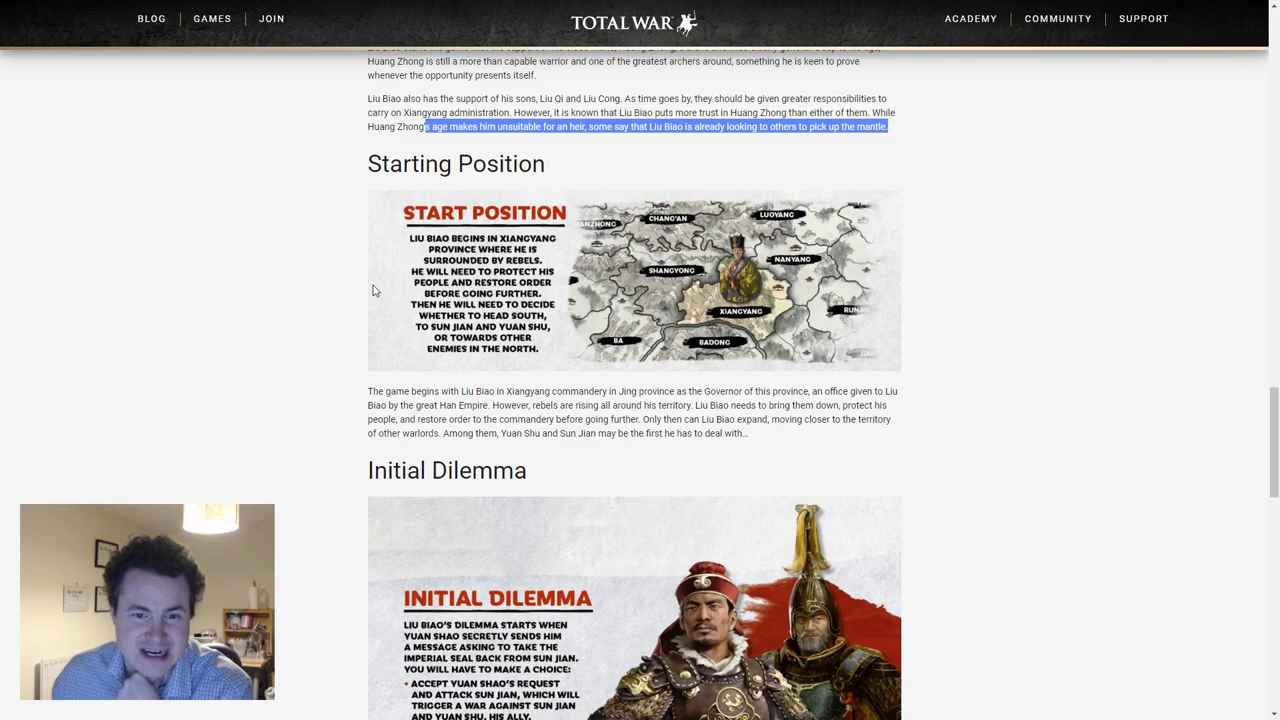 BLOG GAMES JOIN TOTAL WAR ACADEMY COMMUNITY SUPPORT
Huang Zhong is still a more than capable warrior and one of the greatest archers around, something he is keen to prove
whenever the opportunity presents itself.
Liu Biao also has the support of his sons, Liu Qi and Liu Cong. As time goes by, they should be given greater responsibilities to
carry on Xiangyang administration. However, it is known that Liu Biao puts more trust in Huang Zhong than either of them. While
Huang Zhong's age makes him unsuitable for an heir, some say that Liu Biao is already looking to others to pick up the mantle.
Starting Position
START POSITION
LIU BIAO BEGINS IN XIANGYANG
PROVINCE WHERE HE IS
SURROUNDED BY REBELS.
HE WILL NEED TO PROTECT HIS
PEOPLE AND RESTORE ORDER
BEFORE GOING FURTHER.
THEN HE WILL NEED TO DECIDE
WHETHER TO HEAD SOUTH,
TO SUN JIAN AND YUAN SHU,
OR TOWARDS OTHER
ENEMIES IN THE NORTH.
CHANG'AN
LUOYANG
NANYANG
SHANGYONG
XIANGYANG
BA
BADONG
The game begins with Liu Biao in Xiangyang commandery in Jing province as the Governor of this province, an office given to Liu
Biao by the great Han Empire. However, rebels are rising all around his territory. Liu Biao needs to bring them down, protect his
people, and restore order to the commandery before going further. Only then can Liu Biao expand, moving closer to the territory
of other warlords. Among them, Yuan Shu and Sun Jian may be the first he has to deal with…
Initial Dilemma
INITIAL DILEMMA
LIU BIAO'S DILEMMA STARTS WHEN
YUAN SHAO SECRETLY SENDS HIM
A MESSAGE ASKING TO TAKE THE
IMPERIAL SEAL BACK FROM SUN JIAN.
YOU WILL HAVE TO MAKE A CHOICE:
• ACCEPT YUAN SHAO'S REQUEST
AND ATTACK SUN JIAN, WHICH WILL
TRIGGER A WAR AGAINST SUN JIAN
AND YUAN SHU, HIS ALLY.